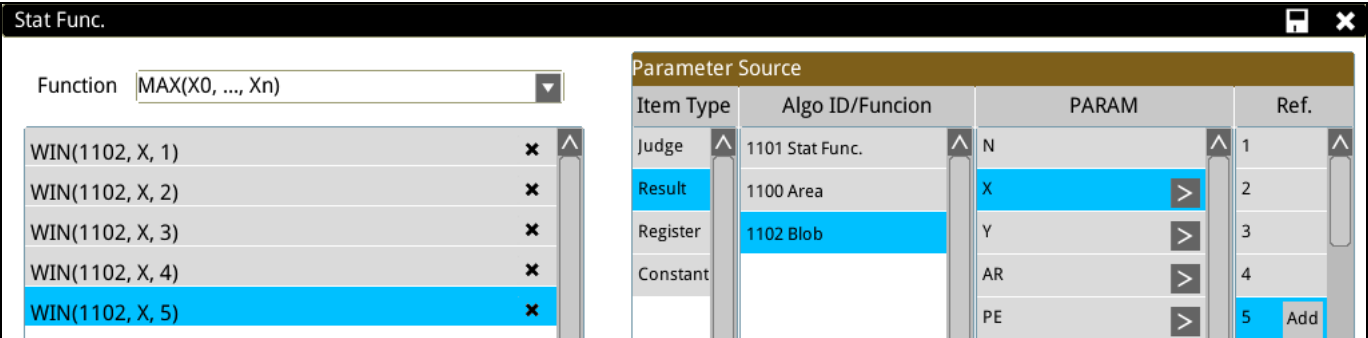 Stat Func.
Function MAX(X0, ..., Xn)
WIN(1102, X, 1)
WIN(1102, X, 2)
WIN(1102, X, 3)
WIN(1102, X, 4)
WIN(1102, X, 5)
Parameter Source
Item Type Algo ID/Funcion PARAM Ref.
Judge 1101 Stat Func. N 1
Result 1100 Area X > 2
Register 1102 Blob Y > 3
Constant AR > 4
PE > 5 Add